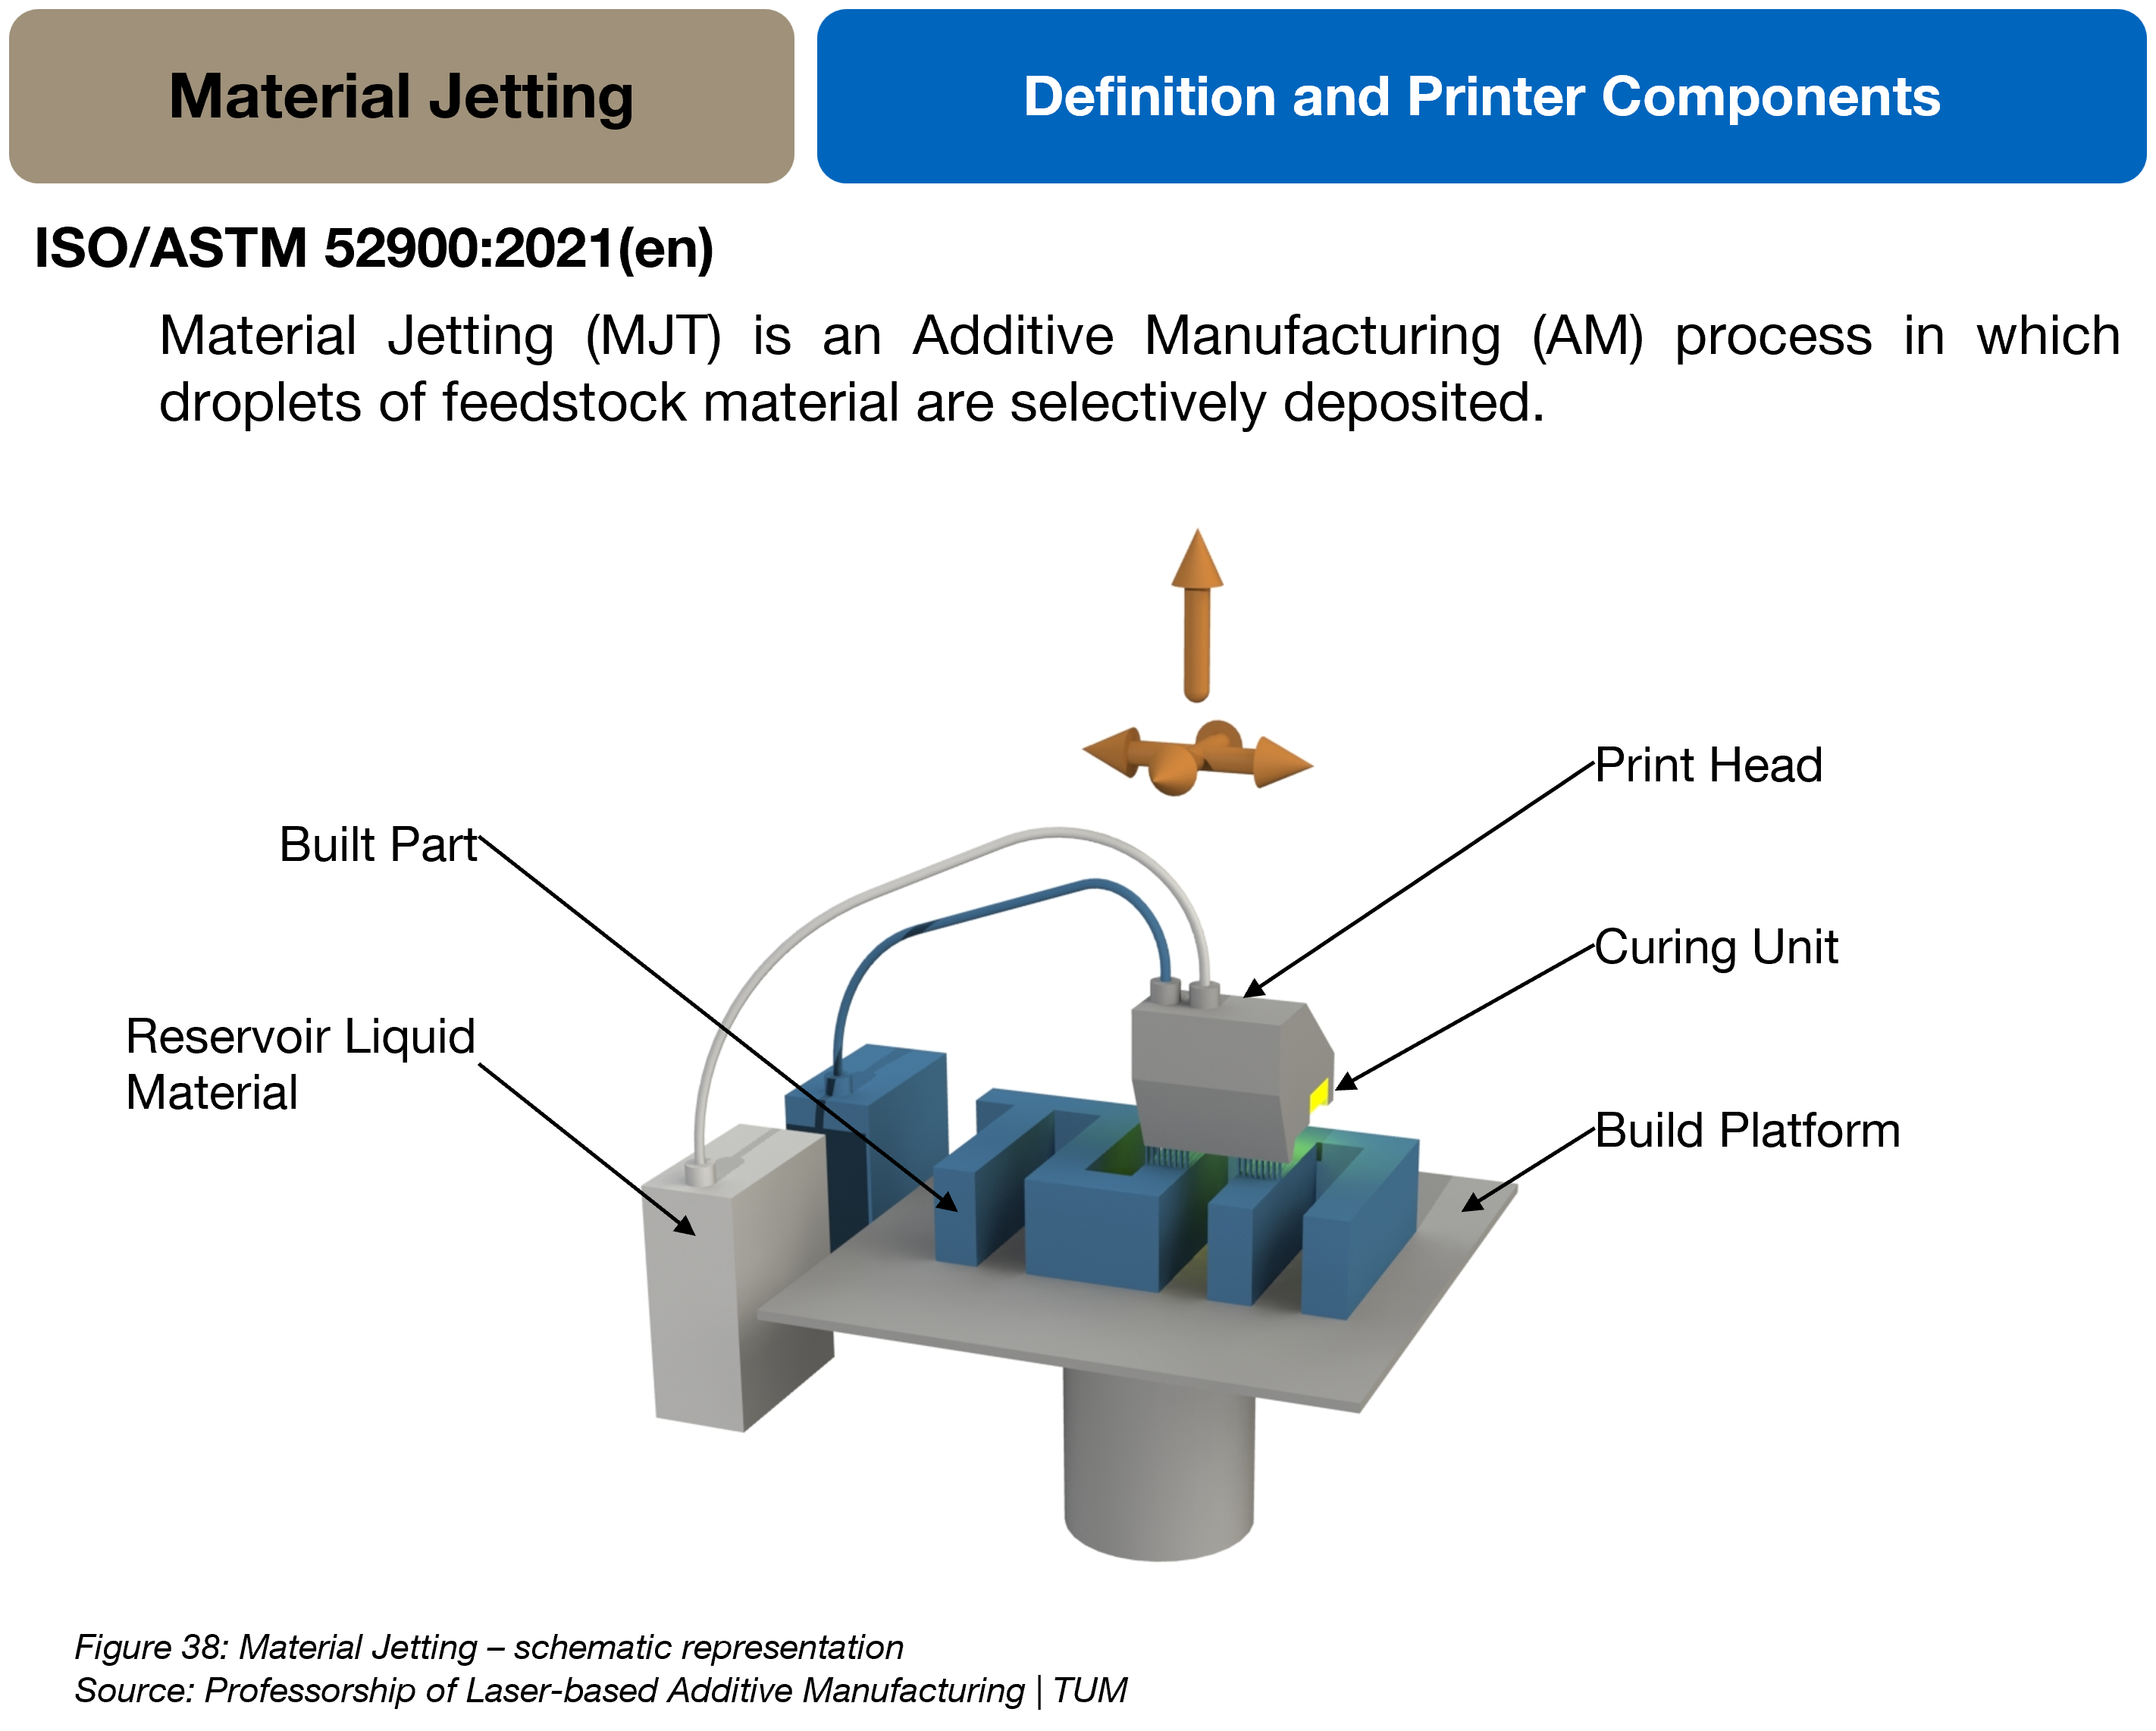 Material Jetting
Definition and Printer Components
ISO/ASTM 52900:2021(en)
Material Jetting (MJT) is an Additive Manufacturing (AM) process in which
droplets of feedstock material are selectively deposited.
Print Head
Built Part
Curing Unit
Reservoir Liquid
Material
Build Platform
Figure 38: Material Jetting – schematic representation
Source: Professorship of Laser-based Additive Manufacturing | TUM